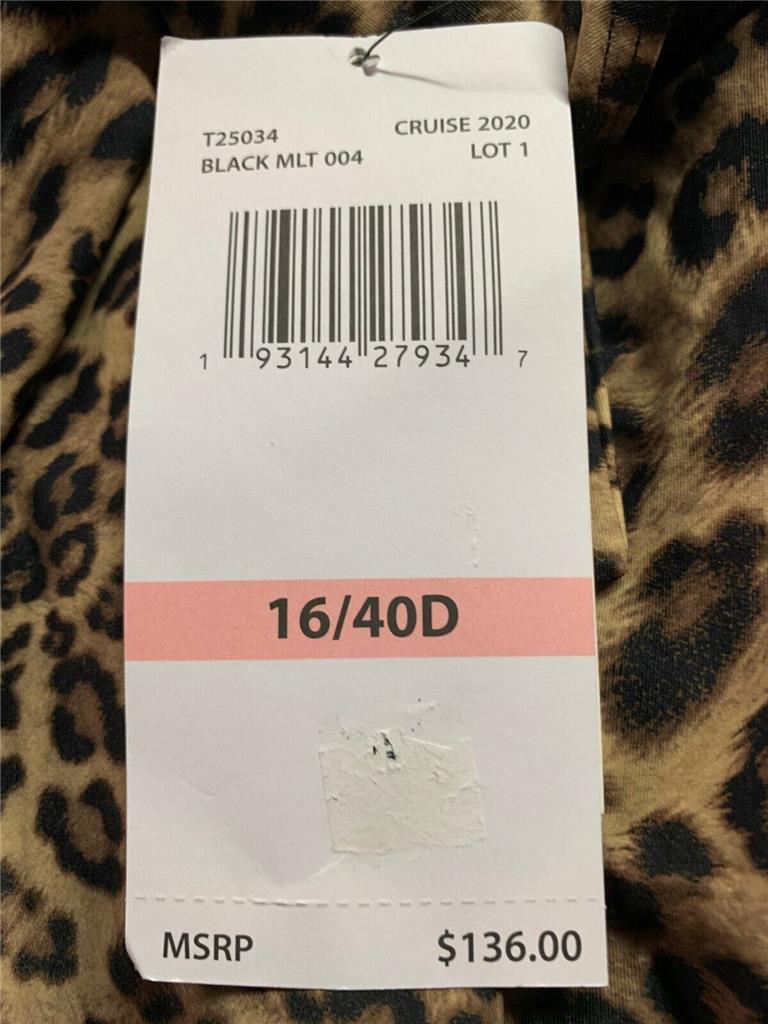 T25034 CRUISE 2020
BLACK MLT 004 LOT 1
1 93144 27934 7
16/40D
MSRP $136.00